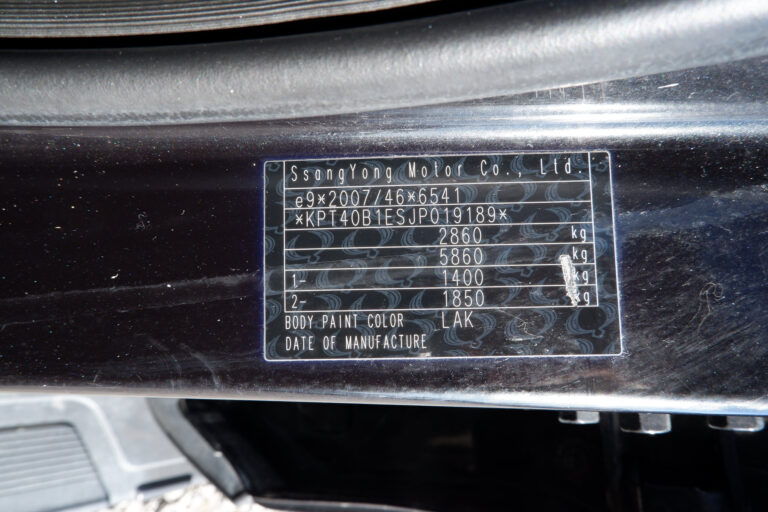 SsangYong Motor Co., Ltd.
e9*2007/46*6541
*KPT40B1ESJP019189*
2860 kg
5860 kg
1- 1400 kg
2- 1850 kg
BODY PAINT COLOR LAK
DATE OF MANUFACTURE